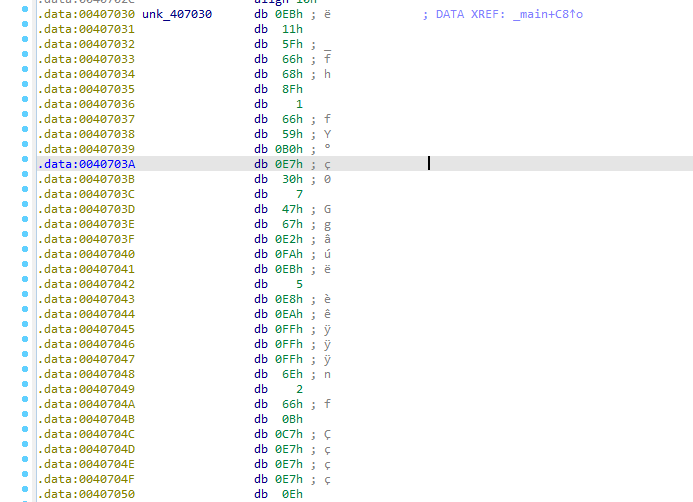 .data:00407030 unk_407030 db 0EBh ; ë ; DATA XREF: _main+C8↑o
.data:00407031 db 11h
.data:00407032 db 5Fh ; _
.data:00407033 db 66h ; f
.data:00407034 db 68h ; h
.data:00407035 db 8Fh
.data:00407036 db 1
.data:00407037 db 66h ; f
.data:00407038 db 59h ; Y
.data:00407039 db 0B0h ; °
.data:0040703A db 0E7h ; ç
.data:0040703B db 30h ; 0
.data:0040703C db 7
.data:0040703D db 47h ; G
.data:0040703E db 67h ; g
.data:0040703F db 0E2h ; â
.data:00407040 db 0FAh ; ú
.data:00407041 db 0EBh ; ë
.data:00407042 db 5
.data:00407043 db 0E8h ; è
.data:00407044 db 0EAh ; ê
.data:00407045 db 0FFh ; ÿ
.data:00407046 db 0FFh ; ÿ
.data:00407047 db 0FFh ; ÿ
.data:00407048 db 6Eh ; n
.data:00407049 db 2
.data:0040704A db 66h ; f
.data:0040704B db 0Bh
.data:0040704C db 0C7h ; Ç
.data:0040704D db 0E7h ; ç
.data:0040704E db 0E7h ; ç
.data:0040704F db 0E7h ; ç
.data:00407050 db 0Eh